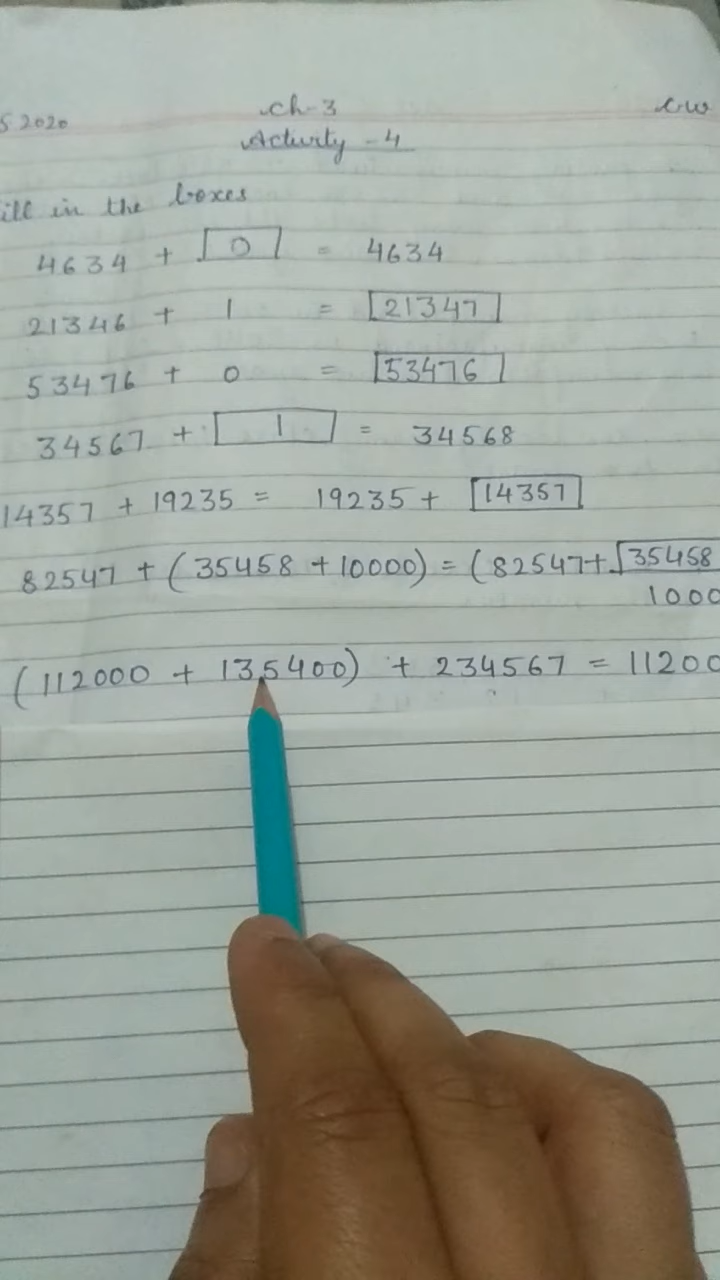 5 2020 Ch-3 CW
Activity - 4
ill in the boxes
4634 + 0 = 4634
21346 + 1 = 21347
53476 + 0 = 53476
34567 + 1 = 34568
14357 + 19235 = 19235 + 14357
82547 + (35458 + 10000) = (82547 + 35458
1000
(112000 + 135400) + 234567 = 11200